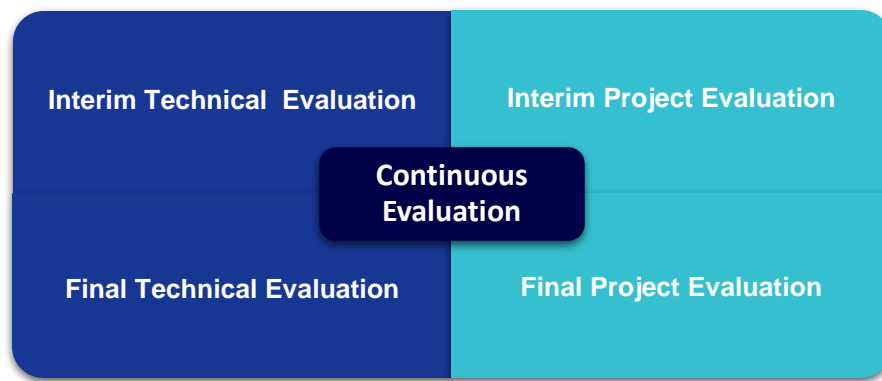 Interim Technical Evaluation
Interim Project Evaluation
Continuous
Evaluation
Final Technical Evaluation
Final Project Evaluation